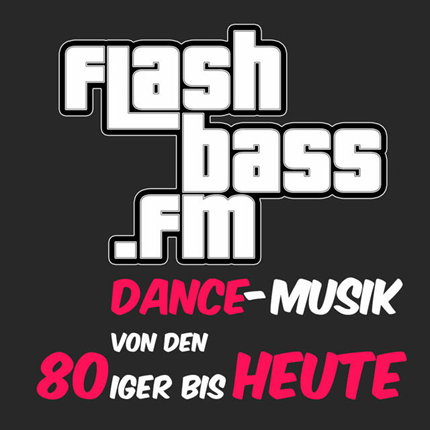 FLash
bass
.FM
DANCE-MUSIK
VON DEN
80IGER BIS HEUTE